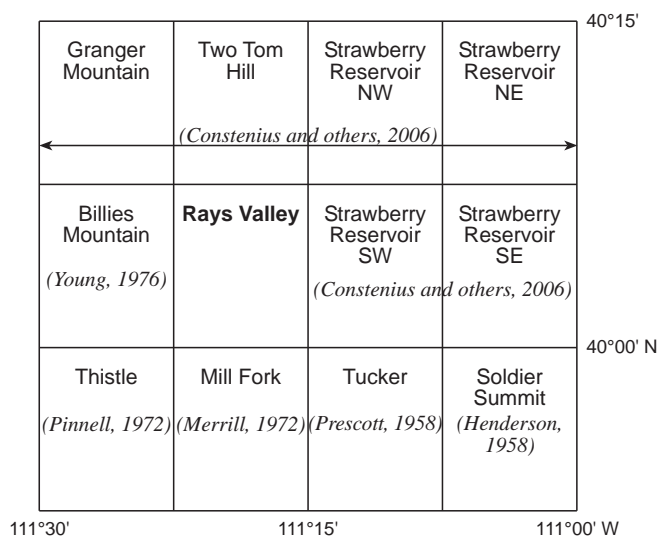 40°15'
Granger
Mountain
Two Tom
Hill
Strawberry
Reservoir
NW
Strawberry
Reservoir
NE
(Constenius and others, 2006)
Billies
Mountain
(Young, 1976)
Rays Valley
Strawberry
Reservoir
SW
Strawberry
Reservoir
SE
(Constenius and others, 2006)
40°00' N
Thistle
(Pinnell, 1972)
Mill Fork
(Merrill, 1972)
Tucker
(Prescott, 1958)
Soldier
Summit
(Henderson,
1958)
111°30'
111°15'
111°00' W